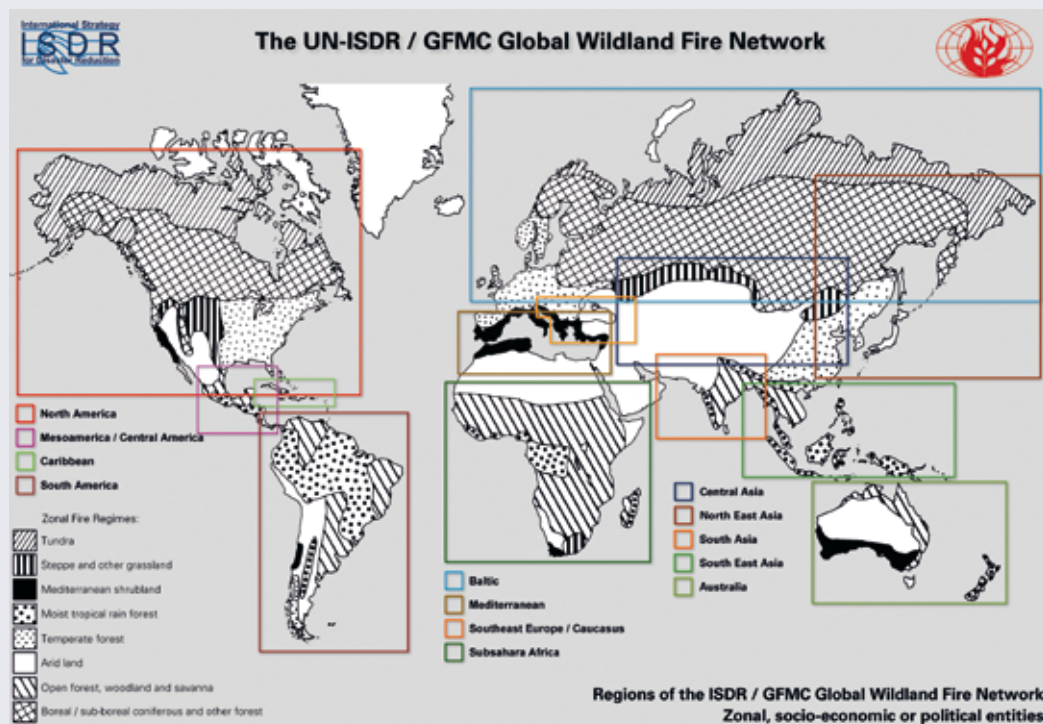 International Strategy
ISDR
for Disaster Reduction
The UN-ISDR / GFMC Global Wildland Fire Network
North America
Mesoamerica / Central America
Caribbean
South America
Zonal Fire Regimes:
Tundra
Steppe and other grassland
Mediterranean shrubland
Moist tropical rain forest
Temperate forest
Arid land
Open forest, woodland and savanna
Boreal / sub-boreal coniferous and other forest
Baltic
Mediterranean
Southeast Europe / Caucasus
Subsahara Africa
Central Asia
North East Asia
South Asia
South East Asia
Australia
Regions of the ISDR / GFMC Global Wildland Fire Network
Zonal, socio-economic or political entities